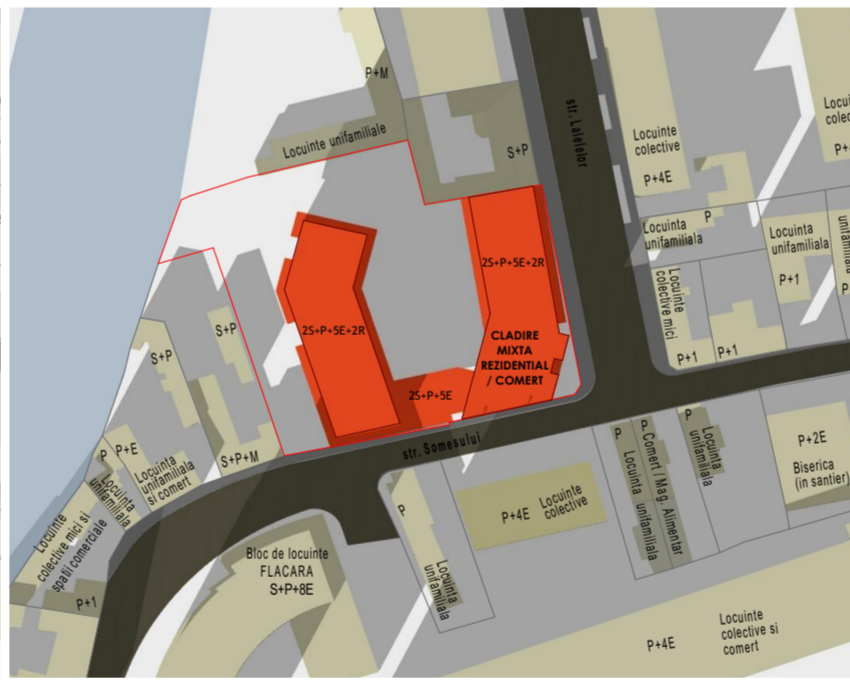 P+M
Locuinte unifamiliale
S+P
str. Lalelelor
Locuinte
colective
P+4E
P
Locuinta
unifamiliala
Locuinta
unifamiliala
P+1
Locuinte
colective mici
P+1
P+1
2S+P+5E+2R
2S+P+5E+2R
CLADIRE
MIXTA
REZIDENTIAL
/ COMERT
2S+P+5E
str. Somesului
S+P
S+P
S+P+M
P+E
P
Locuinta
unifamiliala
si comert
Locuinta
unifamiliala
Locuinte
colective mici si
spatii comerciale
P+1
Bloc de locuinte
FLACARA
S+P+8E
P
Locuinta
unifamiliala
P+4E
Locuinte
colective
P
Locuinta
unifamiliala
P
Comert / Mag. Alimentar
P
Locuinta
unifamiliala
P+2E
Biserica
(in santier)
P+4E
Locuinte
colective si
comert